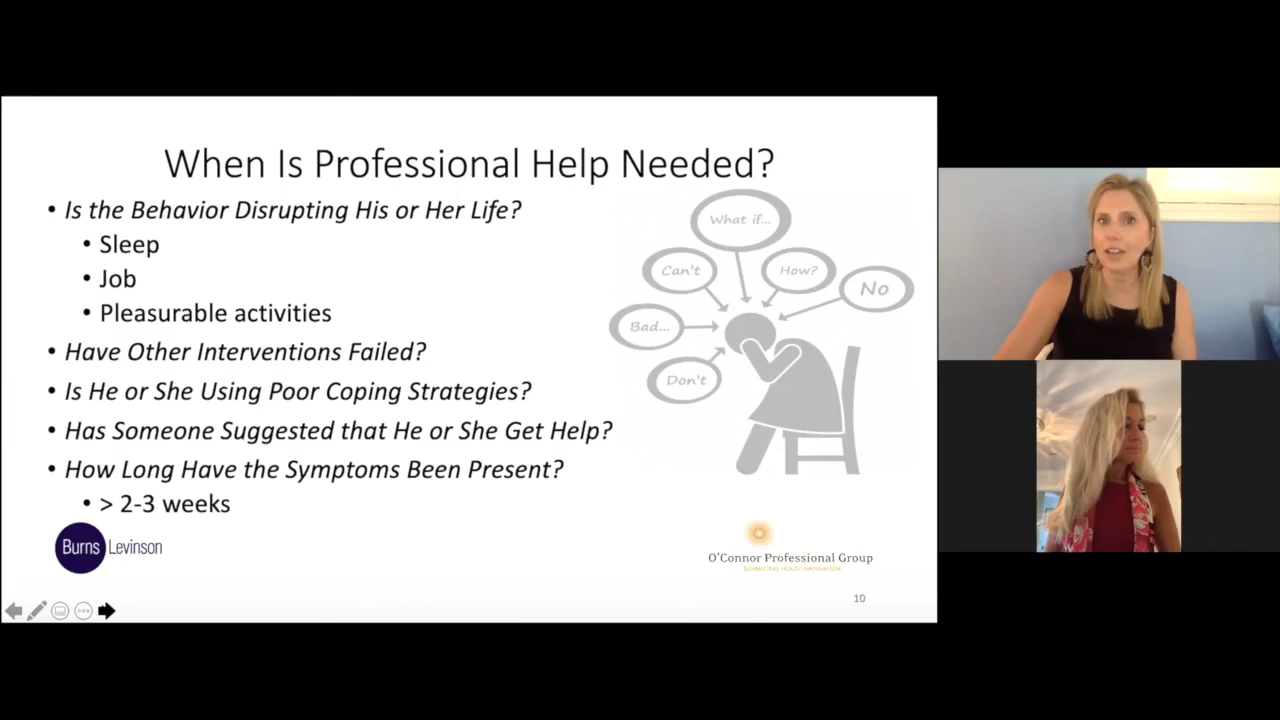 When Is Professional Help Needed?
• Is the Behavior Disrupting His or Her Life?
• Sleep
• Job
• Pleasurable activities
• Have Other Interventions Failed?
• Is He or She Using Poor Coping Strategies?
• Has Someone Suggested that He or She Get Help?
• How Long Have the Symptoms Been Present?
• > 2-3 weeks
What if...
Can't
How?
No
Bad...
Don't
Burns Levinson
O'Connor Professional Group
BEHAVIORAL HEALTH NAVIGATION
10